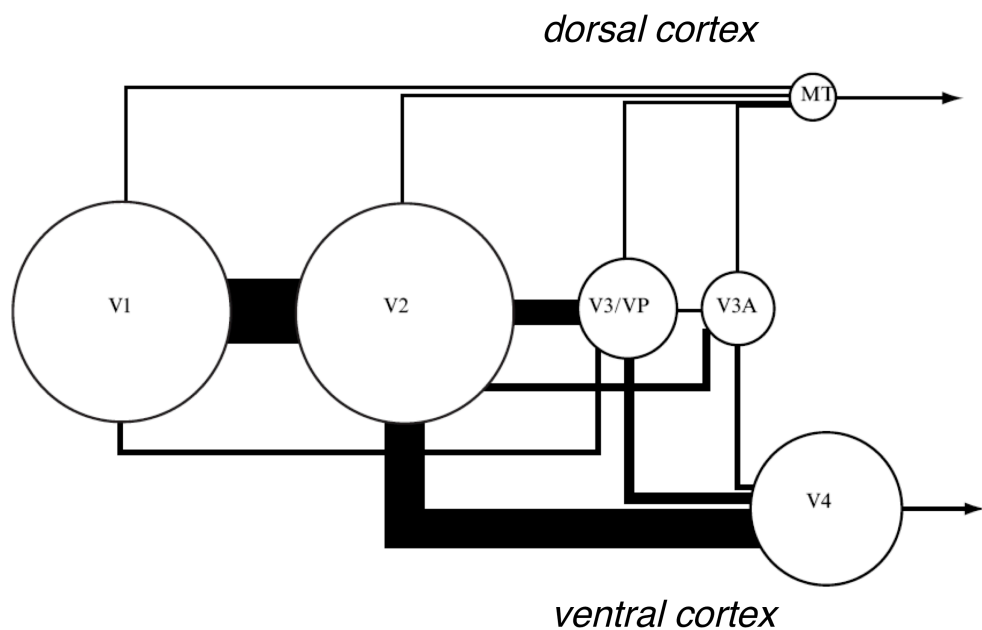 dorsal cortex
MT
V1
V2
V3/VP
V3A
V4
ventral cortex